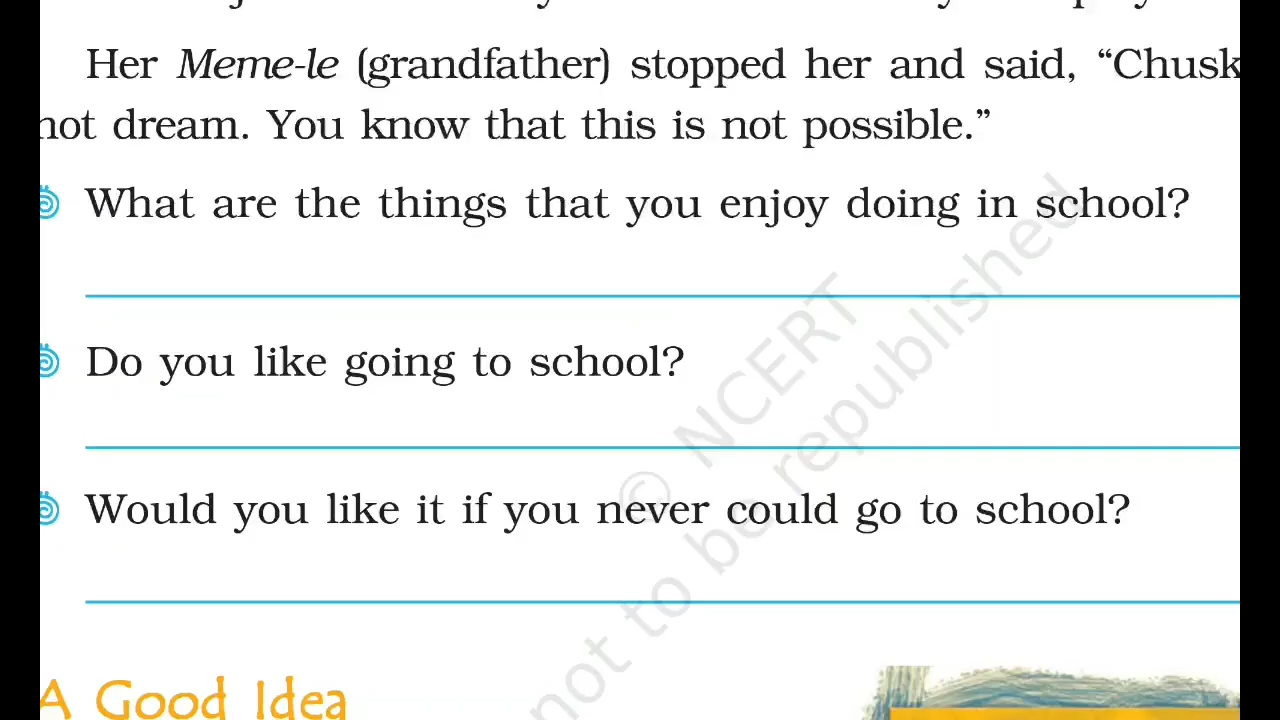 Her Meme-le (grandfather) stopped her and said, “Chusk
not dream. You know that this is not possible.”
What are the things that you enjoy doing in school?
Do you like going to school?
Would you like it if you never could go to school?
© NCERT
not to be republished
A Good Idea